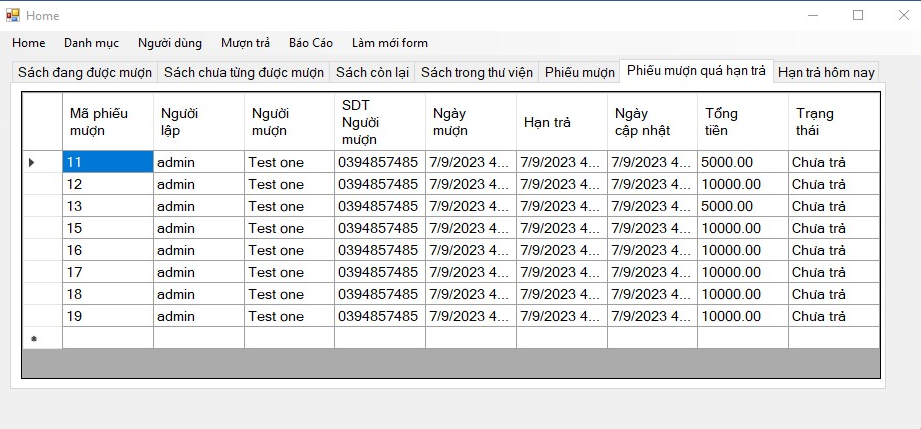 Home
Home Danh mục Người dùng Mượn trả Báo Cáo Làm mới form
Sách đang được mượn Sách chưa từng được mượn Sách còn lại Sách trong thư viện Phiếu mượn Phiếu mượn quá hạn trả Hạn trả hôm nay
Mã phiếu mượn Người lập Người mượn SDT Người mượn Ngày mượn Hạn trả Ngày cập nhật Tổng tiền Trạng thái
11 admin Test one 0394857485 7/9/2023 4... 7/9/2023 4... 7/9/2023 4... 5000.00 Chưa trả
12 admin Test one 0394857485 7/9/2023 4... 7/9/2023 4... 7/9/2023 4... 10000.00 Chưa trả
13 admin Test one 0394857485 7/9/2023 4... 7/9/2023 4... 7/9/2023 4... 5000.00 Chưa trả
15 admin Test one 0394857485 7/9/2023 4... 7/9/2023 4... 7/9/2023 4... 10000.00 Chưa trả
16 admin Test one 0394857485 7/9/2023 4... 7/9/2023 4... 7/9/2023 4... 10000.00 Chưa trả
17 admin Test one 0394857485 7/9/2023 4... 7/9/2023 4... 7/9/2023 4... 10000.00 Chưa trả
18 admin Test one 0394857485 7/9/2023 4... 7/9/2023 4... 7/9/2023 4... 10000.00 Chưa trả
19 admin Test one 0394857485 7/9/2023 4... 7/9/2023 4... 7/9/2023 4... 10000.00 Chưa trả